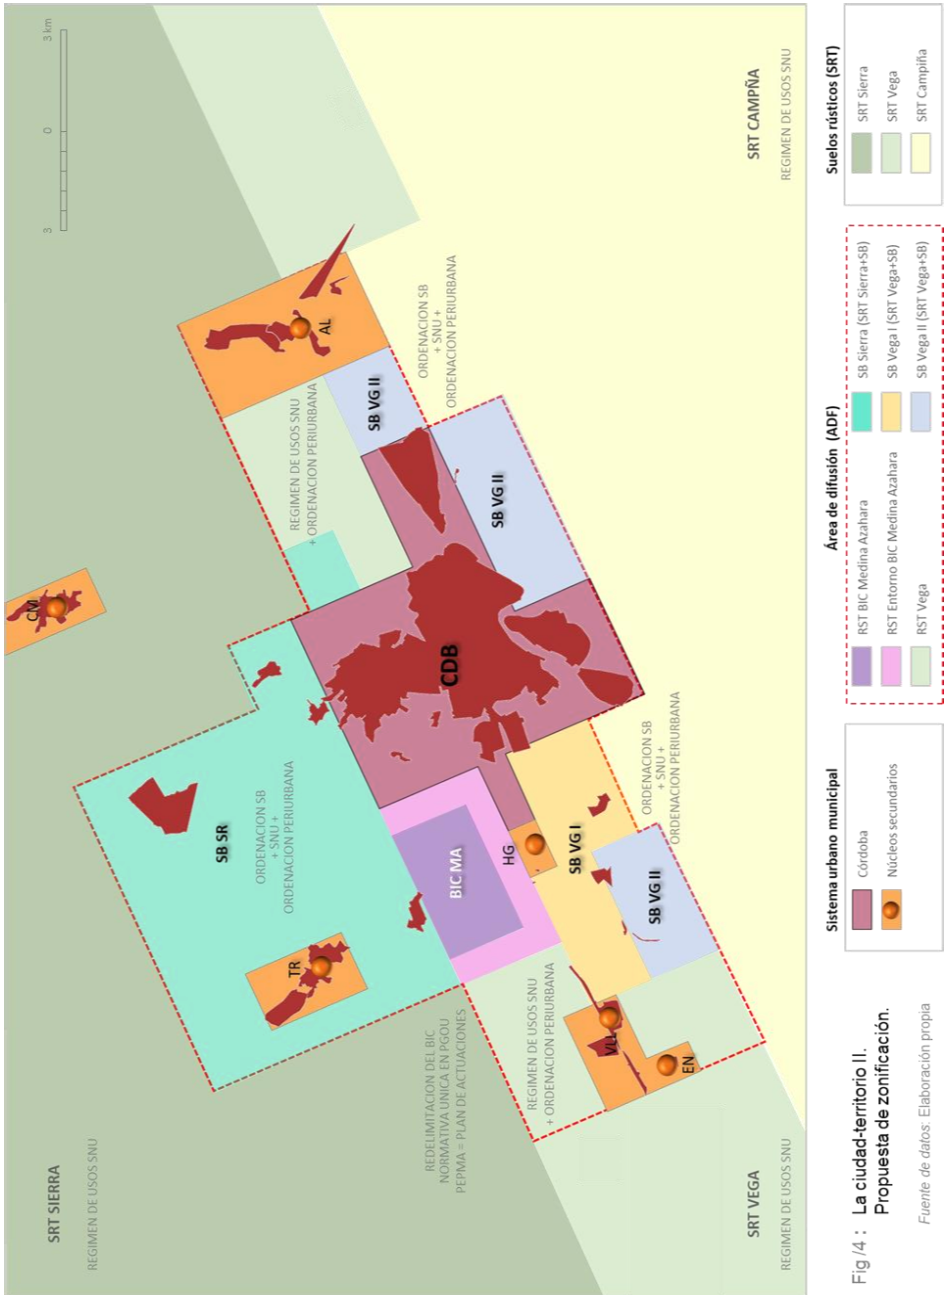 SRT SIERRA
REGIMEN DE USOS SNU
3
0
3 km
CM
TR
SB SR
ORDENACION SB
+ SNU +
ORDENACION PERIURBANA
REDELIMITACION DEL BIC
NORMATIVA UNICA EN PGOU
PEPMA = PLAN DE ACTUACIONES
BIC MA
HG
CDB
REGIMEN DE USOS SNU
+ ORDENACION PERIURBANA
AL
SB VG II
ORDENACION SB
+ SNU +
ORDENACION PERIURBANA
SB VG II
REGIMEN DE USOS SNU
+ ORDENACION PERIURBANA
VLL
EN
SB VG I
SB VG II
ORDENACION SB
+ SNU +
ORDENACION PERIURBANA
SRT VEGA
REGIMEN DE USOS SNU
SRT CAMPÑA
REGIMEN DE USOS SNU
Fig /4 : La ciudad-territorio II.
Propuesta de zonificación.
Fuente de datos: Elaboración propia
Sistema urbano municipal
Córdoba
Núcleos secundarios
Área de difusión (ADF)
RST BIC Medina Azahara
RST Entorno BIC Medina Azahara
RST Vega
SB Sierra (SRT Sierra+SB)
SB Vega I (SRT Vega+SB)
SB Vega II (SRT Vega+SB)
Suelos rústicos (SRT)
SRT Sierra
SRT Vega
SRT Campiña